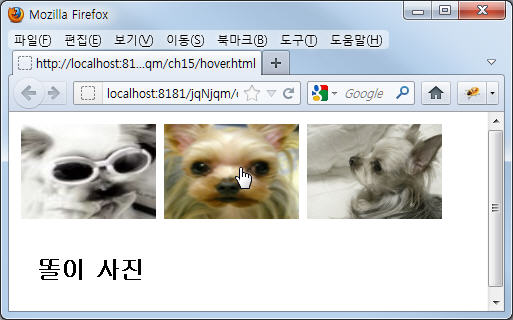 Mozilla Firefox
파일(F) 편집(E) 보기(V) 이동(S) 북마크(B) 도구(T) 도움말(H)
http://localhost:81...qm/ch15/hover.html
localhost:8181/jqNjqm/ Google
똘이 사진